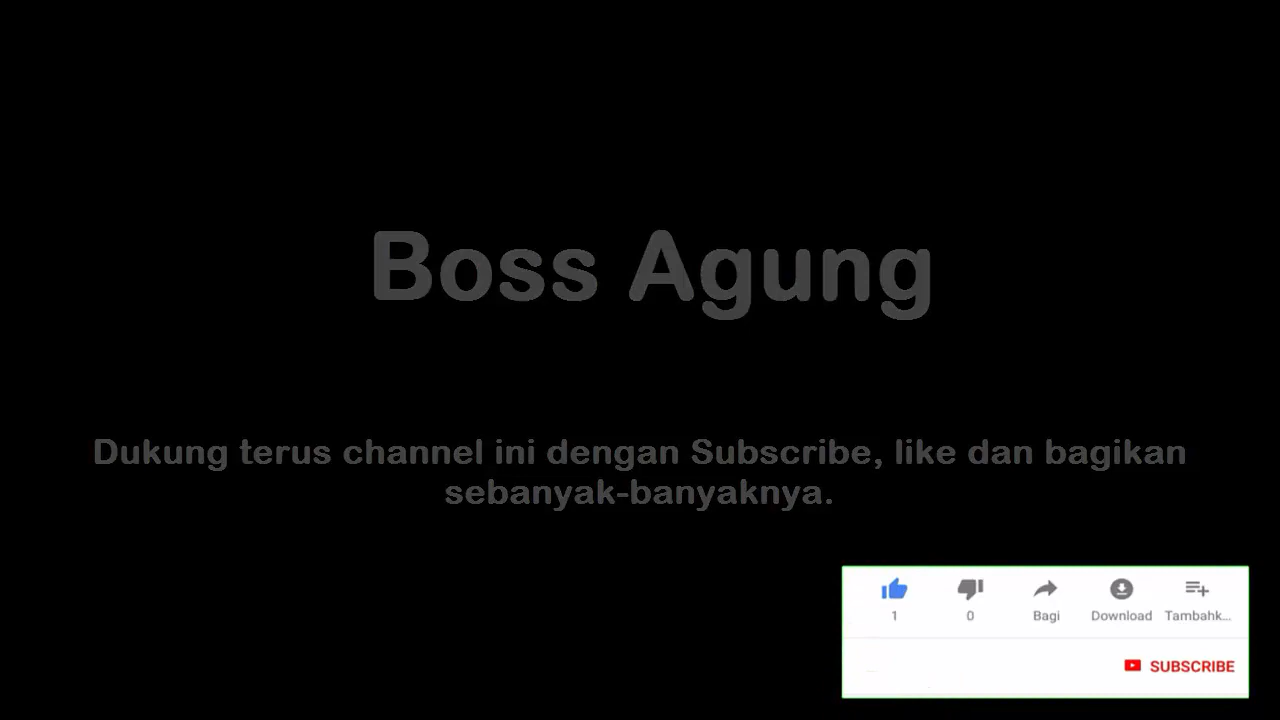 Boss Agung
Dukung terus channel ini dengan Subscribe, like dan bagikan
sebanyak-banyaknya.
1 0 Bagi Download Tambahk...
SUBSCRIBE